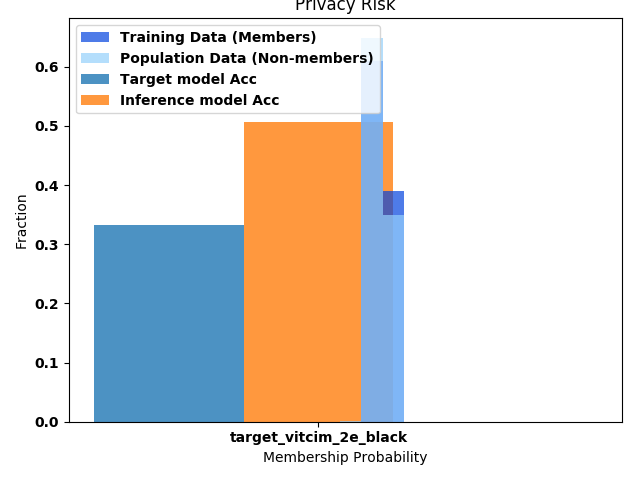 Privacy Risk
Training Data (Members)
Population Data (Non-members)
Target model Acc
Inference model Acc
0.6
0.5
0.4
0.3
0.2
0.1
0.0
Fraction
target_vitcim_2e_black
Membership Probability